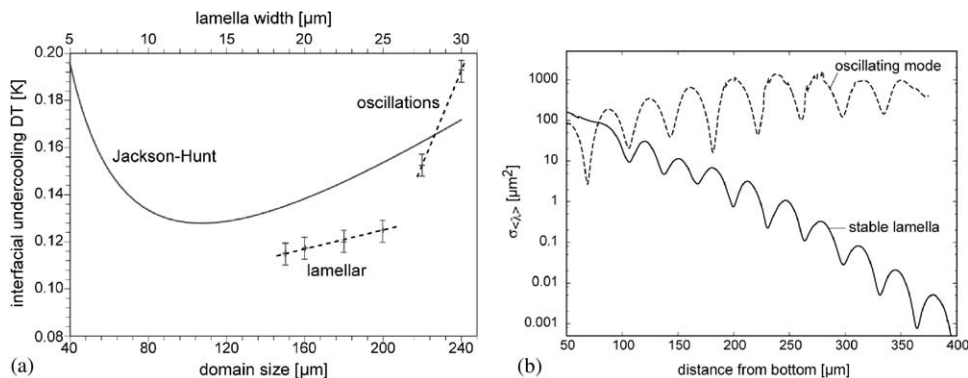 lamella width [µm]
5 10 15 20 25 30
interfacial undercooling DT [K]
0.20
0.18
0.16
0.14
0.12
0.10
0.08
oscillations
Jackson-Hunt
lamellar
40 80 120 160 200 240
domain size [µm]
(a)
σ<λ> [µm²]
1000
100
10
1
0.1
0.01
0.001
oscillating mode
stable lamella
50 100 150 200 250 300 350 400
distance from bottom [µm]
(b)